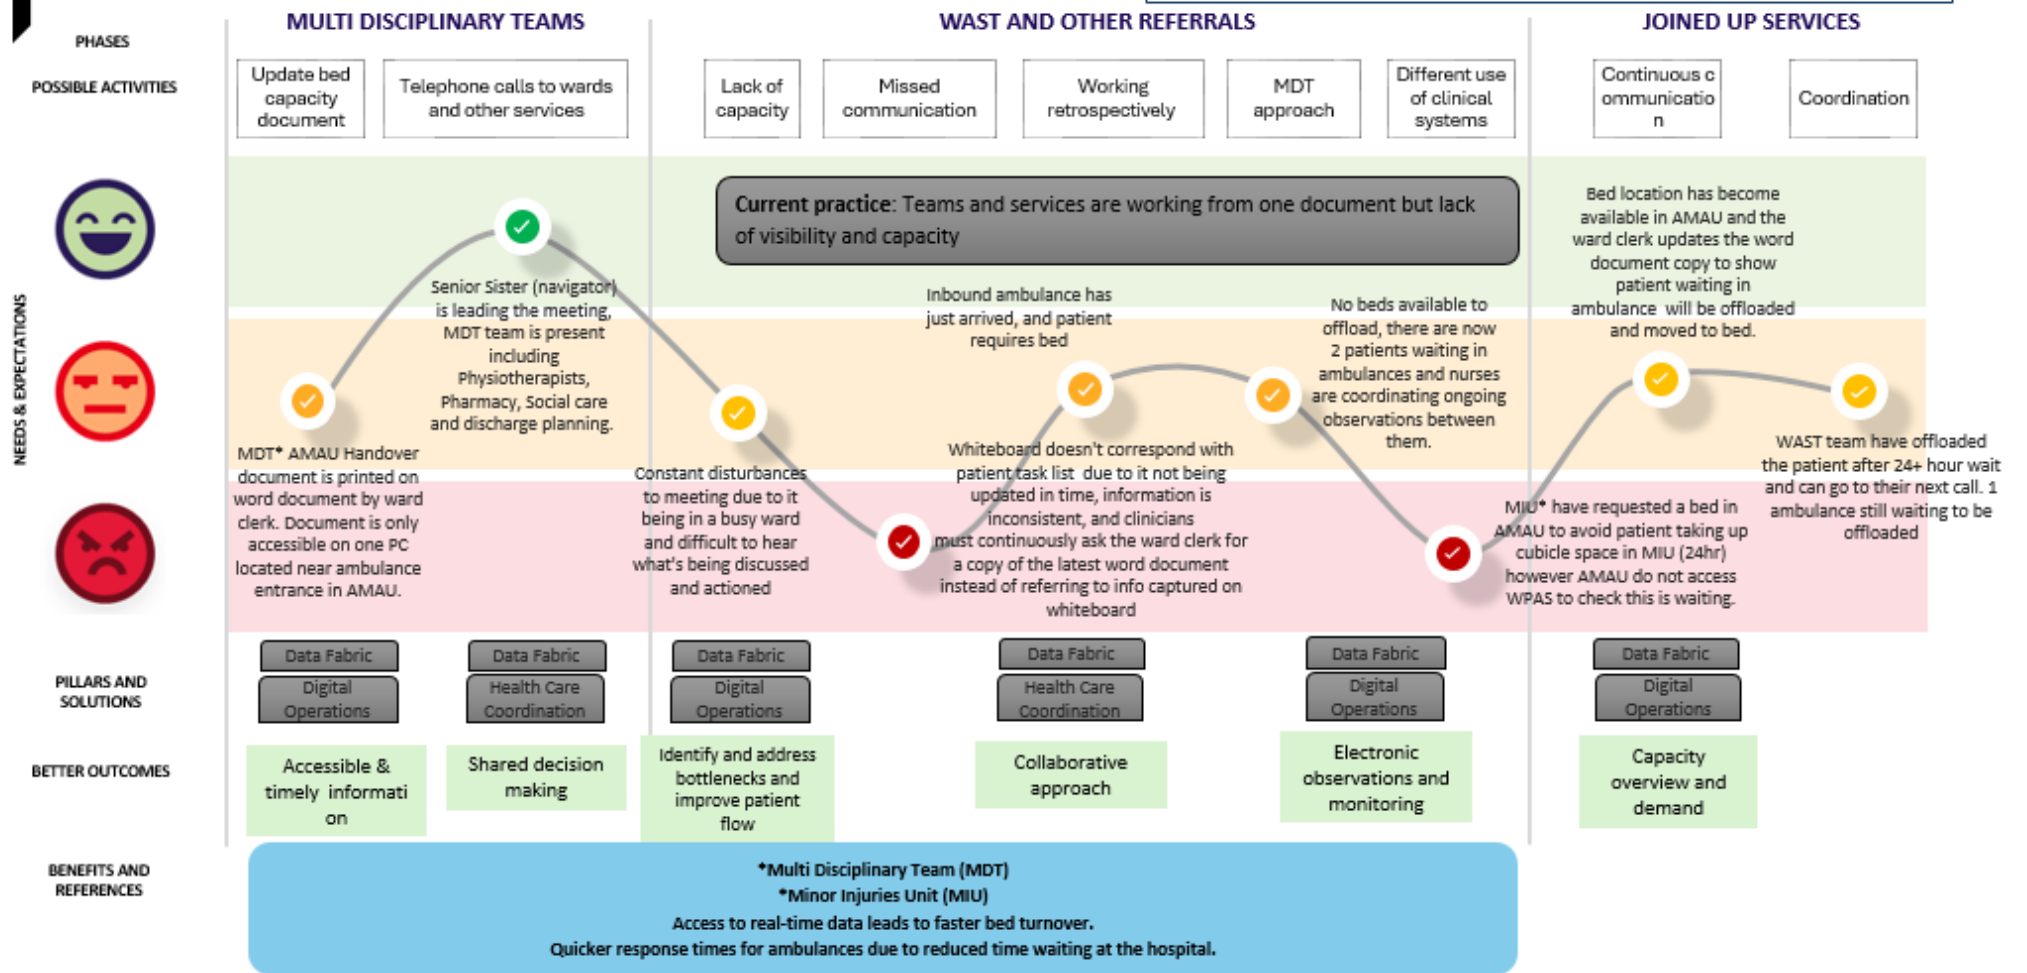 MULTI DISCIPLINARY TEAMS
WAST AND OTHER REFERRALS
JOINED UP SERVICES
PHASES
POSSIBLE ACTIVITIES
Update bed
capacity
document
Telephone calls to wards
and other services
Lack of
capacity
Missed
communication
Working
retrospectively
MDT
approach
Different use
of clinical
systems
Continuous c
ommunicatio
n
Coordination
NEEDS & EXPECTATIONS
Current practice: Teams and services are working from one document but lack
of visibility and capacity
MDT* AMAU Handover
document is printed on
word document by ward
clerk. Document is only
accessible on one PC
located near ambulance
entrance in AMAU.
Senior Sister (navigator)
is leading the meeting,
MDT team is present
including
Physiotherapists,
Pharmacy, Social care
and discharge planning.
Constant disturbances
to meeting due to it
being in a busy ward
and difficult to hear
what's being discussed
and actioned
Inbound ambulance has
just arrived, and patient
requires bed
Whiteboard doesn't correspond with
patient task list  due to it not being
updated in time, information is
inconsistent, and clinicians
must continuously ask the ward clerk for
a copy of the latest word document
instead of referring to info captured on
whiteboard
No beds available to
offload, there are now
2 patients waiting in
ambulances and nurses
are coordinating ongoing
observations between
them.
MIU* have requested a bed in
AMAU to avoid patient taking up
cubicle space in MIU (24hr)
however AMAU do not access
WPAS to check this is waiting.
Bed location has become
available in AMAU and the
ward clerk updates the word
document copy to show
patient waiting in
ambulance  will be offloaded
and moved to bed.
WAST team have offloaded
the patient after 24+ hour wait
and can go to their next call. 1
ambulance still waiting to be
offloaded
PILLARS AND
SOLUTIONS
Data Fabric
Digital
Operations
Data Fabric
Health Care
Coordination
Data Fabric
Digital
Operations
Data Fabric
Health Care
Coordination
Data Fabric
Digital
Operations
Data Fabric
Digital
Operations
BETTER OUTCOMES
Accessible &
timely  informati
on
Shared decision
making
Identify and address
bottlenecks and
improve patient
flow
Collaborative
approach
Electronic
observations and
monitoring
Capacity
overview and
demand
BENEFITS AND
REFERENCES
*Multi Disciplinary Team (MDT)
*Minor Injuries Unit (MIU)
Access to real-time data leads to faster bed turnover.
Quicker response times for ambulances due to reduced time waiting at the hospital.